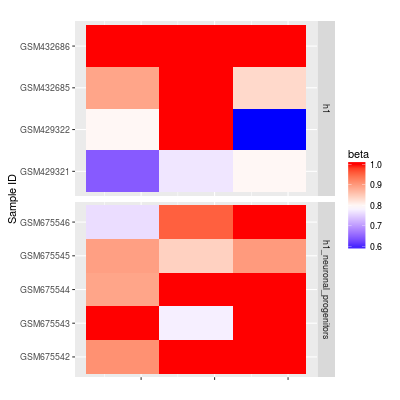 Sample ID
GSM432686
GSM432685
GSM429322
GSM429321
h1
GSM675546
GSM675545
GSM675544
GSM675543
GSM675542
h1_neuronal_progenitors
beta
1.0
0.9
0.8
0.7
0.6